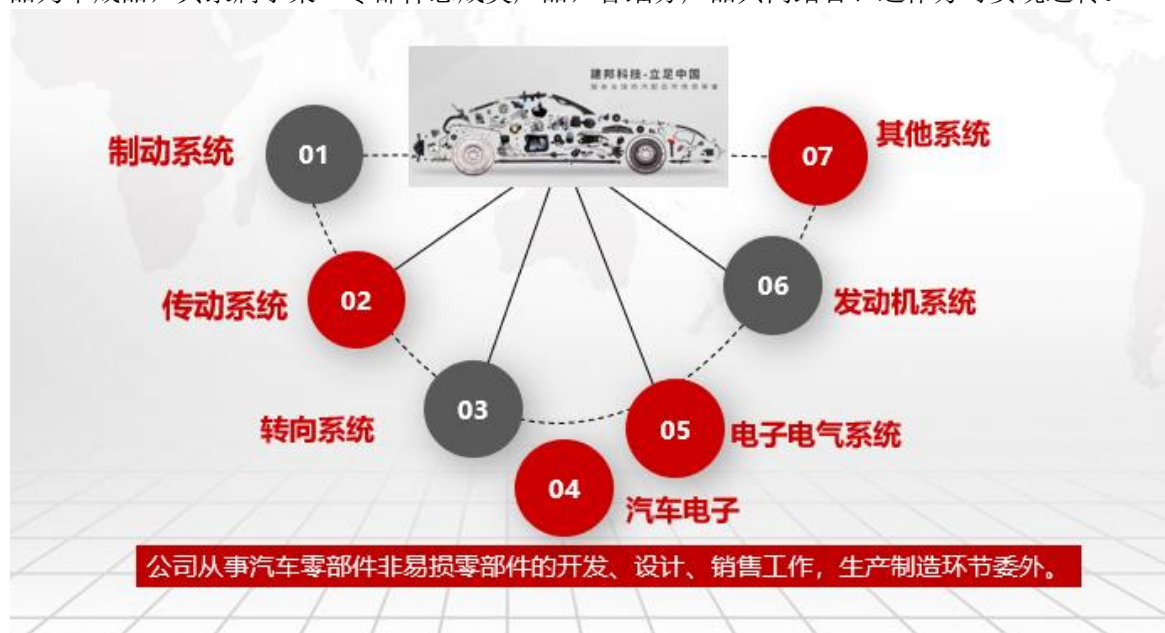 建邦科技-立足中国
制动系统
01
07
其他系统
传动系统
02
06
发动机系统
转向系统
03
05
电子电气系统
04
汽车电子
公司从事汽车零部件非易损零部件的开发、设计、销售工作，生产制造环节委外。